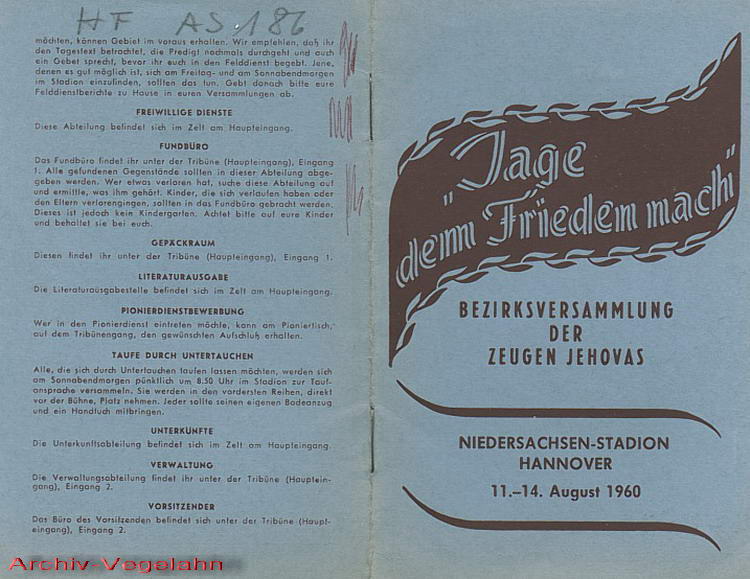 HF AS 186
möchten, können Gebiet im voraus erhalten. Wir empfehlen, daß ihr
den Tagestext betrachtet, die Predigt nochmals durchgeht und auch
ein Gebet sprecht, bevor ihr euch in den Felddienst begebt. Jene,
denen es gut möglich ist, sich am Freitag- und am Sonnabendmorgen
im Stadion einzufinden, sollten das tun. Gebt danach bitte eure
Felddienstberichte zu Hause in euren Versammlungen ab.
FREIWILLIGE DIENSTE
Diese Abteilung befindet sich im Zelt am Haupteingang.
FUNDBÜRO
Das Fundbüro findet ihr unter der Tribüne (Haupteingang), Eingang
1. Alle gefundenen Gegenstände sollten in dieser Abteilung abge-
geben werden. Wer etwas verloren hat, suche diese Abteilung auf
und ermittle, was ihm gehört. Kinder, die sich verlaufen haben oder
den Eltern verlorengingen, sollten in das Fundbüro gebracht werden.
Dieses ist jedoch kein Kindergarten. Achtet bitte auf eure Kinder
und behaltet sie bei euch.
GEPÄCKRAUM
Diesen findet ihr unter der Tribüne (Haupteingang), Eingang 1.
LITERATURAUSGABE
Die Literaturausgabestelle befindet sich im Zelt am Haupteingang.
PIONIERDIENSTBEWERBUNG
Wer in den Pionierdienst eintreten möchte, kann am Pioniertisch,
auf dem Tribünengang, den gewünschten Aufschluß erhalten.
TAUFE DURCH UNTERTAUCHEN
Alle, die sich durch Untertauchen taufen lassen möchten, werden sich
am Sonnabendmorgen pünktlich um 8.50 Uhr im Stadion zur Tauf-
ansprache versammeln. Sie werden in den vordersten Reihen, direkt
vor der Bühne, Platz nehmen. Jeder sollte seinen eigenen Badeanzug
und ein Handtuch mitbringen.
UNTERKÜNFTE
Die Unterkunftsabteilung befindet sich im Zelt am Haupteingang.
VERWALTUNG
Die Verwaltungsabteilung findet ihr unter der Tribüne (Hauptein-
gang), Eingang 2.
VORSITZENDER
Das Büro des Vorsitzenden befindet sich unter der Tribüne (Haupt-
eingang), Eingang 2.
Archiv Vogelahn
"Jage
dem Frieden nach"
BEZIRKSVERSAMMLUNG
DER
ZEUGEN JEHOVAS
NIEDERSACHSEN-STADION
HANNOVER
11.–14. August 1960